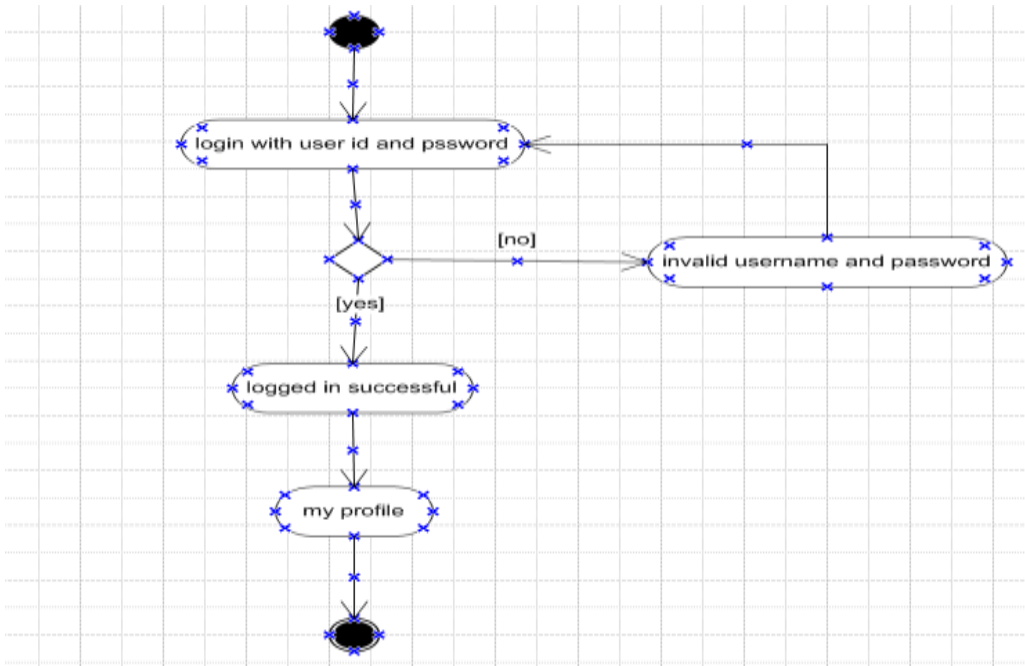 login with user id and pssword
[no]
invalid username and password
[yes]
logged in successful
my profile